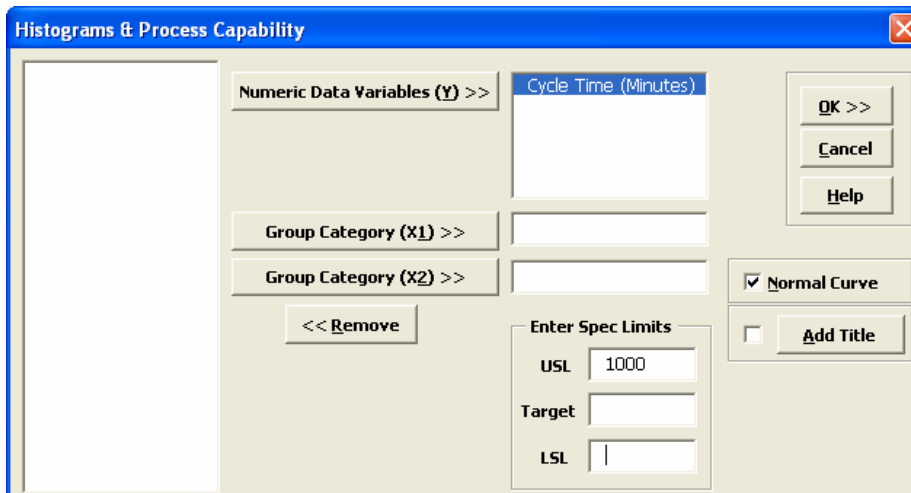 Histograms & Process Capability
Numeric Data Variables (Y) >>
Cycle Time (Minutes)
OK >>
Cancel
Help
Group Category (X1) >>
Group Category (X2) >>
Normal Curve
<< Remove
Enter Spec Limits
Add Title
USL 1000
Target
LSL